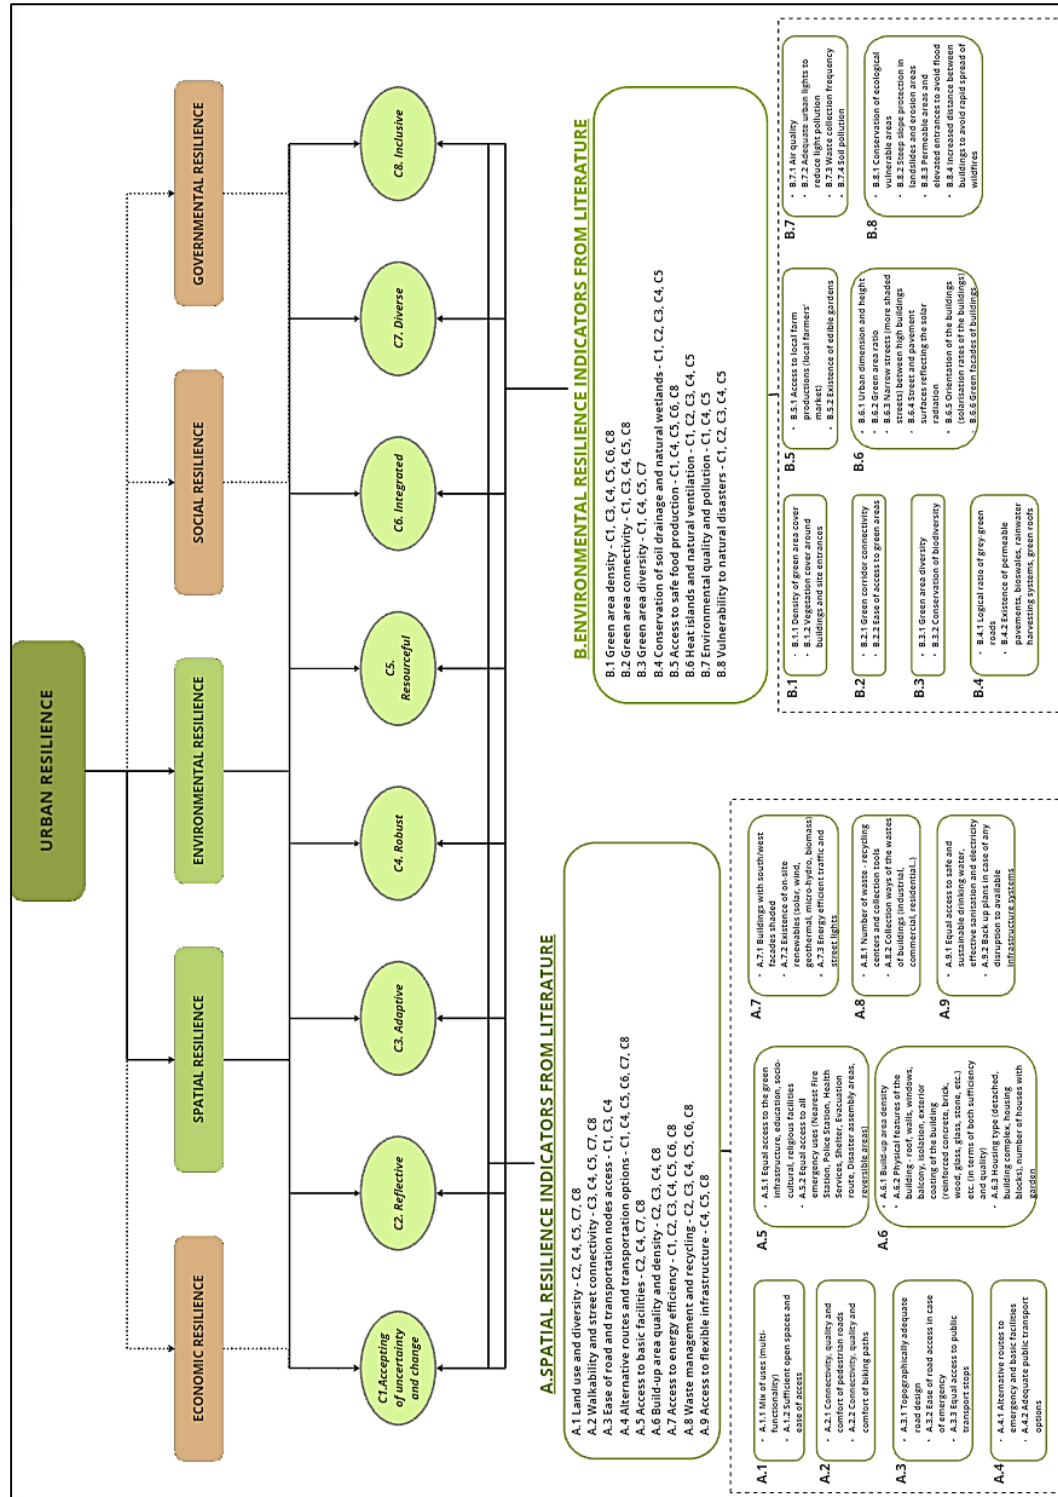 URBAN RESILIENCE
ECONOMIC RESILIENCE
SPATIAL RESILIENCE
ENVIRONMENTAL RESILIENCE
SOCIAL RESILIENCE
GOVERNMENTAL RESILIENCE
C1.Accepting
of uncertainty
and change
C2. Reflective
C3. Adaptive
C4. Robust
C5.
Resourceful
C6. Integrated
C7. Diverse
C8. Inclusive
A.SPATIAL RESILIENCE INDICATORS FROM LITERATURE
A.1 Land use and diversity - C2, C4, C5, C7, C8
A.2 Walkability and street connectivity - C3, C4, C5, C7, C8
A.3 Ease of road and transportation nodes access - C1, C3, C4
A.4 Alternative routes and transportation options - C1, C4, C5, C6, C7, C8
A.5 Access to basic facilities - C2, C4, C7, C8
A.6 Build-up area quality and density - C2, C3, C4, C8
A.7 Access to energy efficiency - C1, C2, C3, C4, C5, C6, C8
A.8 Waste management and recycling - C2, C3, C4, C5, C6, C8
A.9 Access to flexible infrastructure - C4, C5, C8
B.ENVIRONMENTAL RESILIENCE INDICATORS FROM LITERATURE
B.1 Green area density - C1, C3, C4, C5, C6, C8
B.2 Green area connectivity - C1, C3, C4, C5, C8
B.3 Green area diversity - C1, C4, C5, C7
B.4 Conservation of soil drainage and natural wetlands - C1, C2, C3, C4, C5
B.5 Access to safe food production - C1, C4, C5, C6, C8
B.6 Heat islands and natural ventilation - C1, C2, C3, C4, C5
B.7 Environmental quality and pollution - C1, C4, C5
B.8 Vulnerability to natural disasters - C1, C2, C3, C4, C5
A.1
• A.1.1 Mix of uses (multi-
functionality)
• A.1.2 Sufficient open spaces and
ease of access
A.2
• A.2.1 Connectivity, quality and
comfort of pedestrian roads
• A.2.2 Connectivity, quality and
comfort of biking paths
A.3
• A.3.1 Topographically adequate
road design
• A.3.2 Ease of road access in case
of emergency
• A.3.3 Equal access to public
transport stops
A.4
• A.4.1 Alternative routes to
emergency and basic facilities
• A.4.2 Adequate public transport
options
A.5
• A.5.1 Equal access to the green
infrastructure, education, socio-
cultural, religious facilities
• A.5.2 Equal access to all
emergency uses (Nearest Fire
Station, Police Station, Health
Services, Shelter, Evacuation
route, Disaster assembly areas,
reversible areas)
A.6
• A.6.1 Build-up area density
• A.6.2 Physical features of the
building - roof, walls, windows,
balcony, isolation, exterior
coating of the building
(reinforced concrete, brick,
wood, glass, glass, stone, etc.)
etc. (in terms of both sufficiency
and quality)
• A.6.3 Housing type (detached,
building complex, housing
blocks), number of houses with
garden
A.7
• A.7.1 Buildings with south/west
facades shaded
• A.7.2 Existence of on-site
renewables (solar, wind,
geothermal, micro-hydro, biomass)
• A.7.3 Energy efficient traffic and
street lights
A.8
• A.8.1 Number of waste - recycling
centers and collection tools
• A.8.2 Collection ways of the wastes
of buildings (industrial,
commercial, residential..)
A.9
• A.9.1 Equal access to safe and
sustainable drinking water,
effective sanitation and electricity
• A.9.2 Back up plans in case of any
disruption to available
infrastructure systems
B.1
• B.1.1 Density of green area cover
• B.1.2 Vegetation cover around
buildings and site entrances
B.2
• B.2.1 Green corridor connectivity
• B.2.2 Ease of access to green areas
B.3
• B.3.1 Green area diversity
• B.3.2 Conservation of biodiversity
B.4
• B.4.1 Logical ratio of grey-green
roads
• B.4.2 Existence of permeable
pavements, bioswales, rainwater
harvesting systems, green roofs
B.5
• B.5.1 Access to local farm
productions (local farmers'
market)
• B.5.2 Existence of edible gardens
B.6
• B.6.1 Urban dimension and height
• B.6.2 Green area ratio
• B.6.3 Narrow streets (more shaded
streets) between high buildings
• B.6.4 Street and pavement
surfaces reflecting the solar
radiation
• B.6.5 Orientation of the buildings
(solarisation rates of the buildings)
• B.6.6 Green facades of buildings
B.7
• B.7.1 Air quality
• B.7.2 Adequate urban lights to
reduce light pollution
• B.7.3 Waste collection frequency
• B.7.4 Soil pollution
B.8
• B.8.1 Conservation of ecological
vulnerable areas
• B.8.2 Steep slope protection in
landslides and erosion areas
• B.8.3 Permeable areas and
elevated entrances to avoid flood
• B.8.4 Increased distance between
buildings to avoid rapid spread of
wildfires